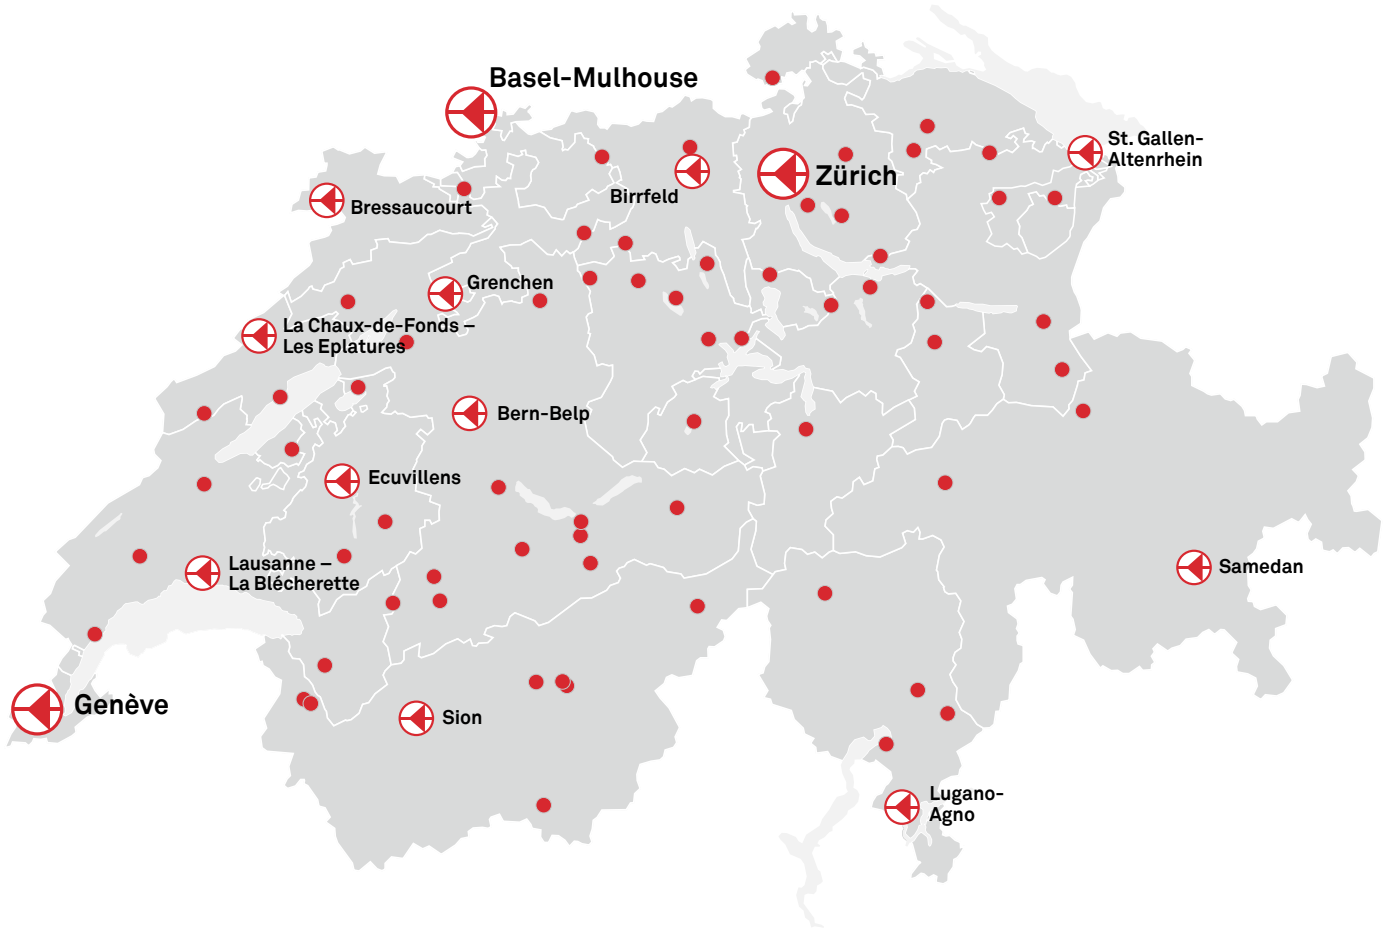 Basel-Mulhouse
St. Gallen-
Altenrhein
Zürich
Birrfeld
Bressaucourt
Grenchen
La Chaux-de-Fonds –
Les Eplatures
Bern-Belp
Ecuvillens
Lausanne –
La Blécherette
Samedan
Genève
Sion
Lugano-
Agno